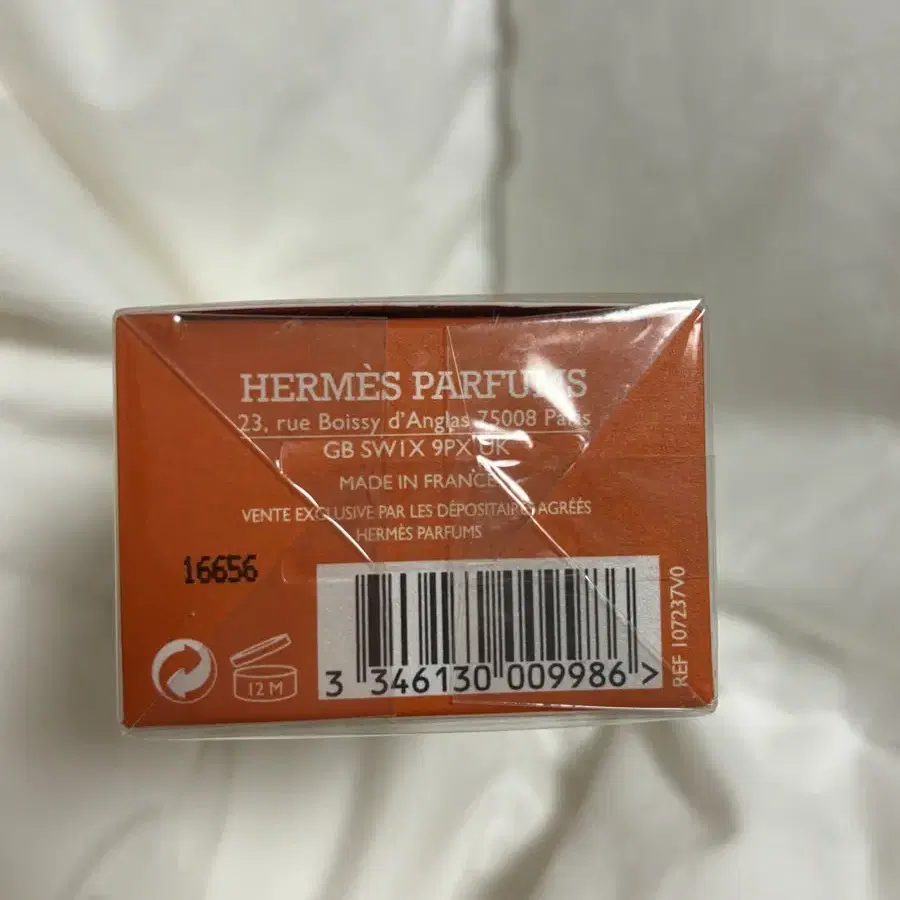 HERMÈS PARFUMS
23, rue Boissy d'Anglas 75008 Paris
GB SW1X 9PX UK
MADE IN FRANCE
VENTE EXCLUSIVE PAR LES DÉPOSITAIRES AGRÉÉS
HERMÈS PARFUMS
16656
12 M
3 346130 009986 >
REF 107237V0